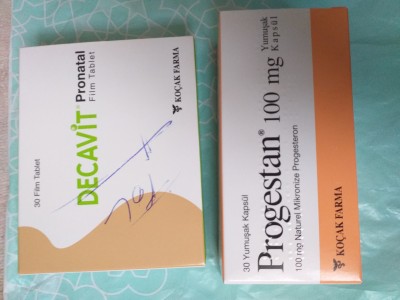 DECAVİT® Pronatal
Film Tablet
30 Film Tablet
KOÇAK FARMA
30 Yumuşak Kapsül
Progestan® 100 mg Yumuşak
Kapsül
100 mg Naturel Mikronize Progesteron
KOÇAK FARMA